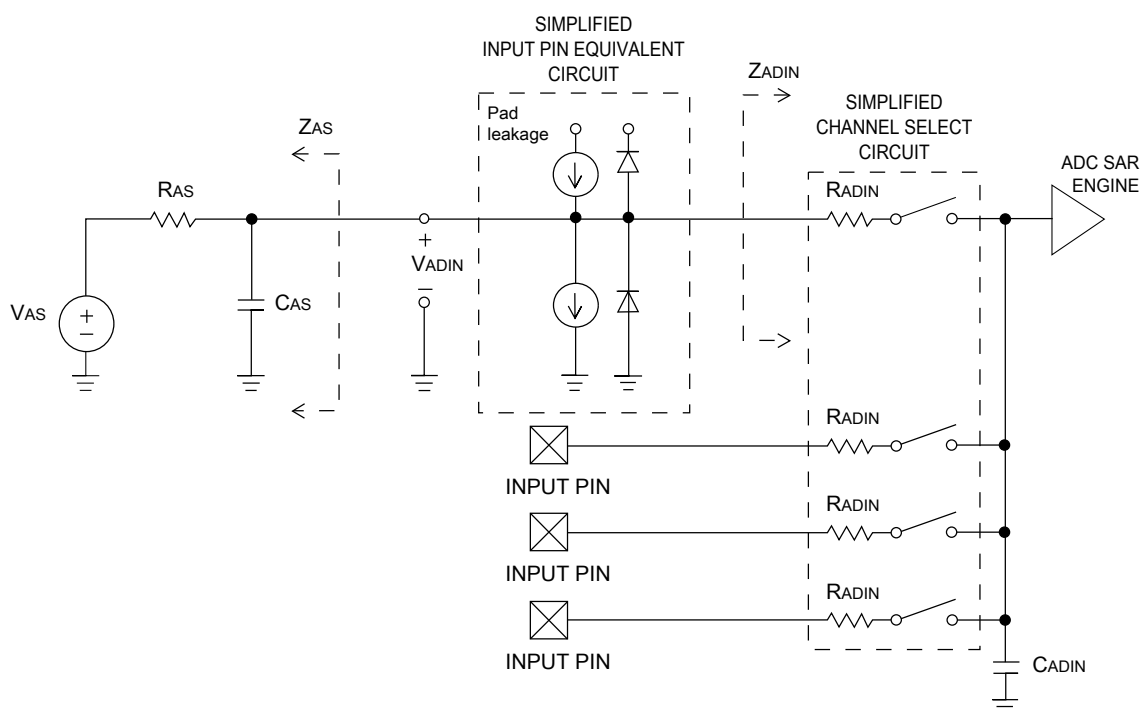 SIMPLIFIED
INPUT PIN EQUIVALENT
CIRCUIT
Pad
leakage
ZAS
ZADIN
SIMPLIFIED
CHANNEL SELECT
CIRCUIT
ADC SAR
ENGINE
RAS
RADIN
+
VADIN
–
CAS
VAS
+
–
RADIN
INPUT PIN
RADIN
INPUT PIN
RADIN
INPUT PIN
CADIN